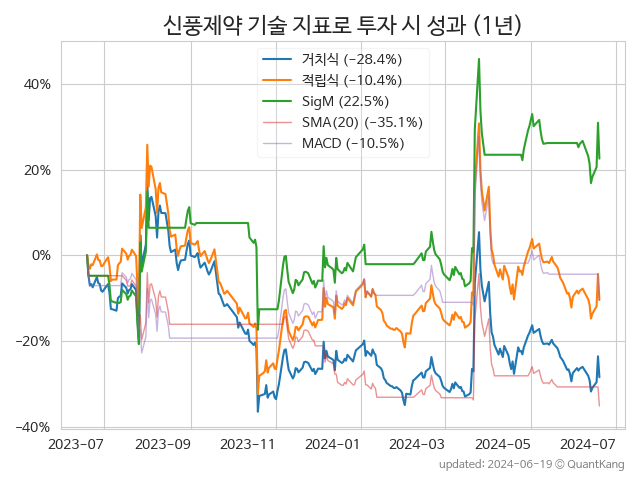 신풍제약 기술 지표로 투자 시 성과 (1년)
거치식 (−28.4%)
적립식 (−10.4%)
SigM (22.5%)
SMA(20) (−35.1%)
MACD (−10.5%)
40%
20%
0%
−20%
−40%
2023-07 2023-09 2023-11 2024-01 2024-03 2024-05 2024-07
updated: 2024-06-19 © QuantKang